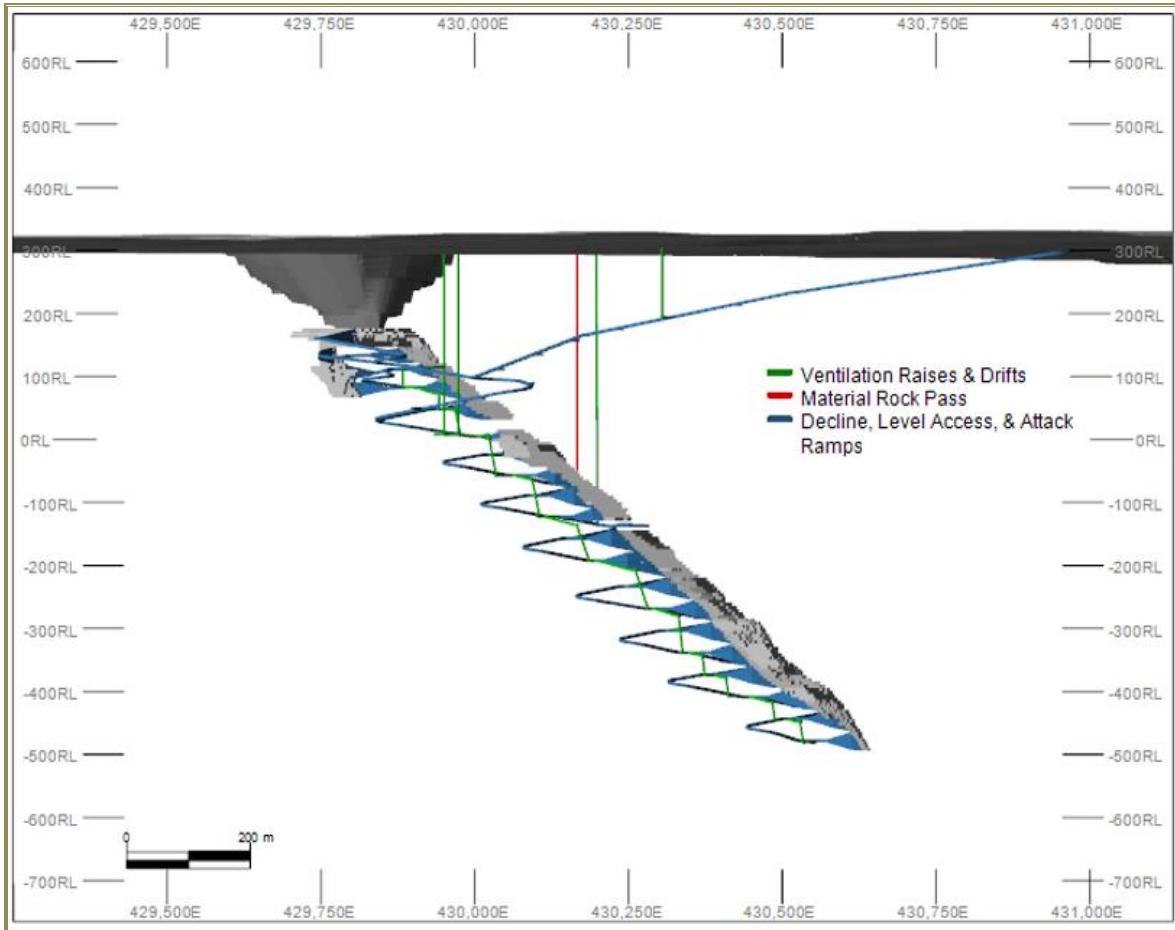 429,500E 429,750E 430,000E 430,250E 430,500E 430,750E 431,000E
600RL 600RL
500RL 500RL
400RL 400RL
300RL 300RL
200RL 200RL
Ventilation Raises & Drifts
100RL 100RL
Material Rock Pass
Decline, Level Access, & Attack
0RL 0RL
Ramps
-100RL -100RL
-200RL -200RL
-300RL -300RL
-400RL -400RL
-500RL -500RL
-600RL -600RL
0 200 m
-700RL -700RL
429,500E 429,750E 430,000E 430,250E 430,500E 430,750E 431,000E